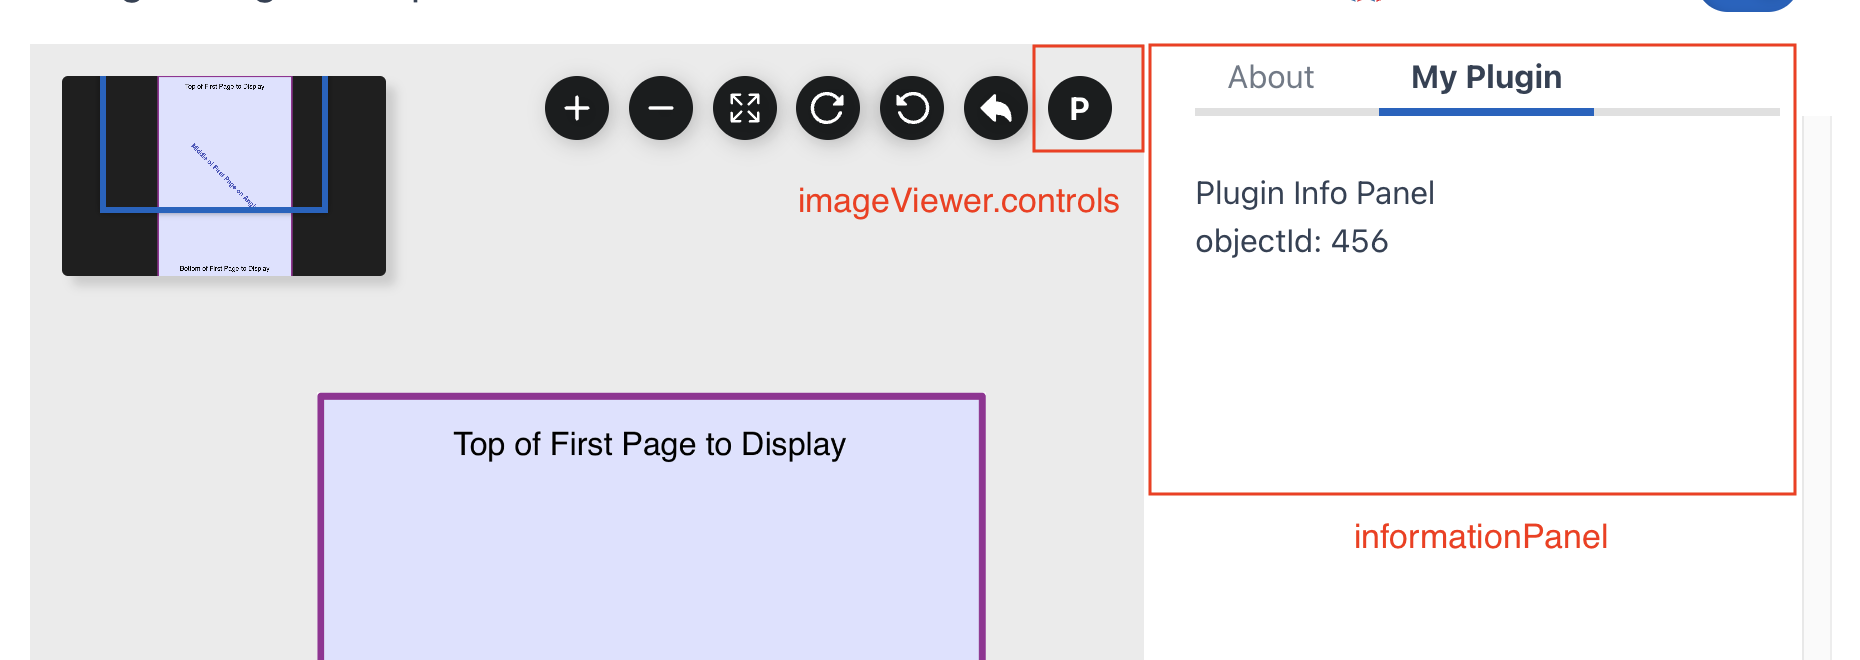 Top of First Page to Display
Middle of First Page on Angle
Bottom of First Page to Display
P
imageViewer.controls
Top of First Page to Display
About
My Plugin
Plugin Info Panel
objectId: 456
informationPanel